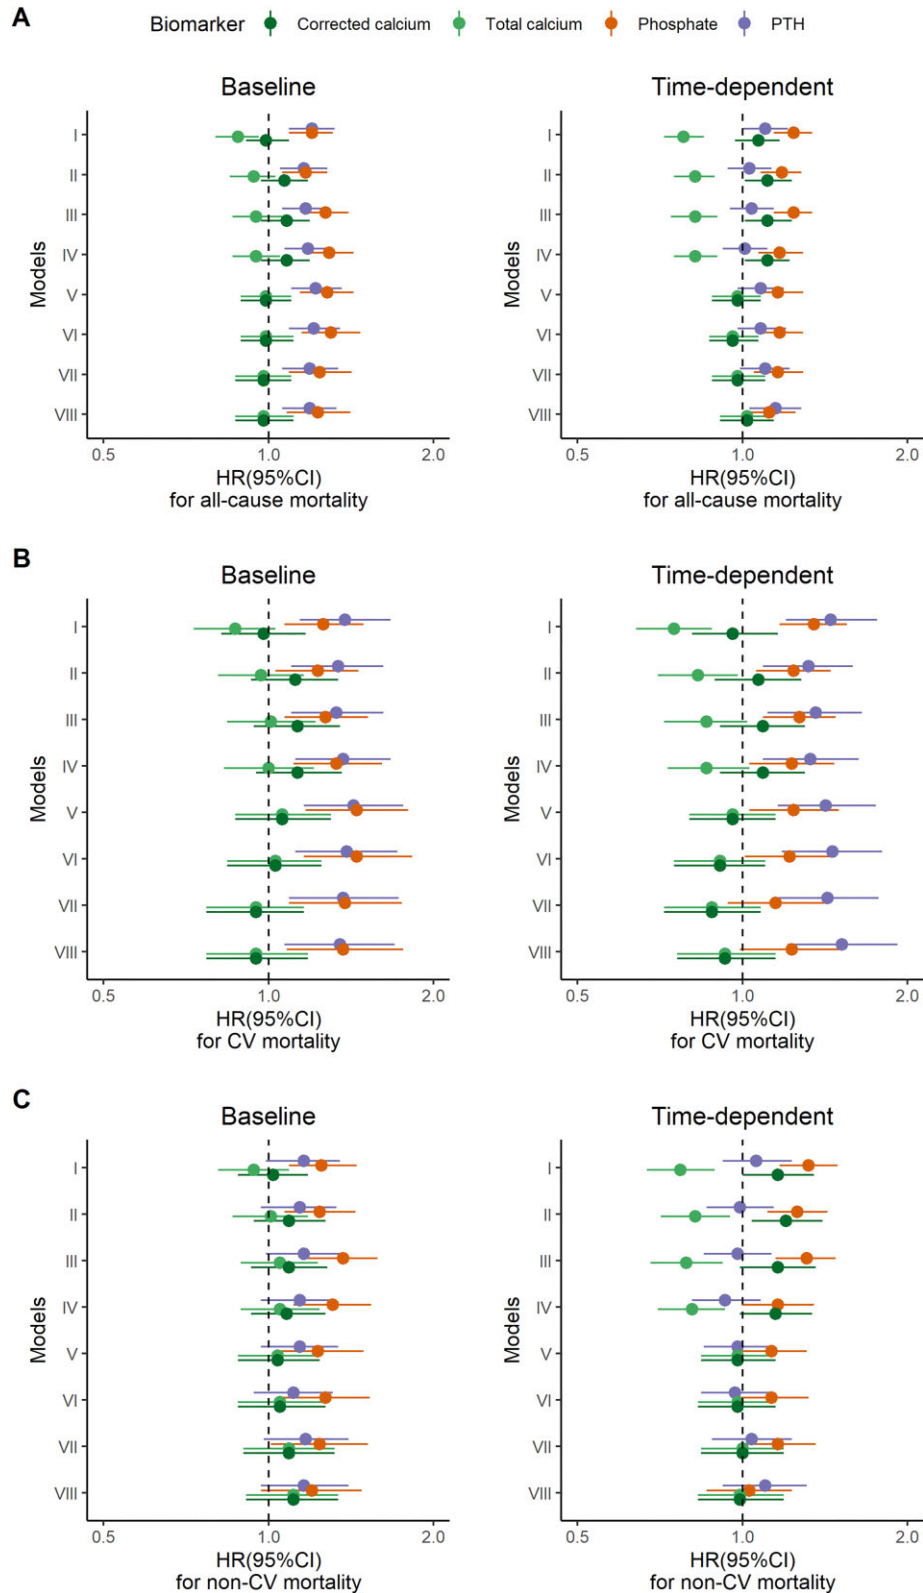 A
Biomarker Corrected calcium Total calcium Phosphate PTH
Baseline Time-dependent
Models
I
II
III
IV
V
VI
VII
VIII
0.5 1.0 2.0
HR(95%CI)
for all-cause mortality
Models
I
II
III
IV
V
VI
VII
VIII
0.5 1.0 2.0
HR(95%CI)
for all-cause mortality
B
Baseline Time-dependent
Models
I
II
III
IV
V
VI
VII
VIII
0.5 1.0 2.0
HR(95%CI)
for CV mortality
Models
I
II
III
IV
V
VI
VII
VIII
0.5 1.0 2.0
HR(95%CI)
for CV mortality
C
Baseline Time-dependent
Models
I
II
III
IV
V
VI
VII
VIII
0.5 1.0 2.0
HR(95%CI)
for non-CV mortality
Models
I
II
III
IV
V
VI
VII
VIII
0.5 1.0 2.0
HR(95%CI)
for non-CV mortality